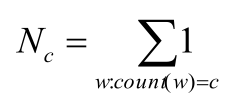 N_c = ∑1
w:count(w)=c